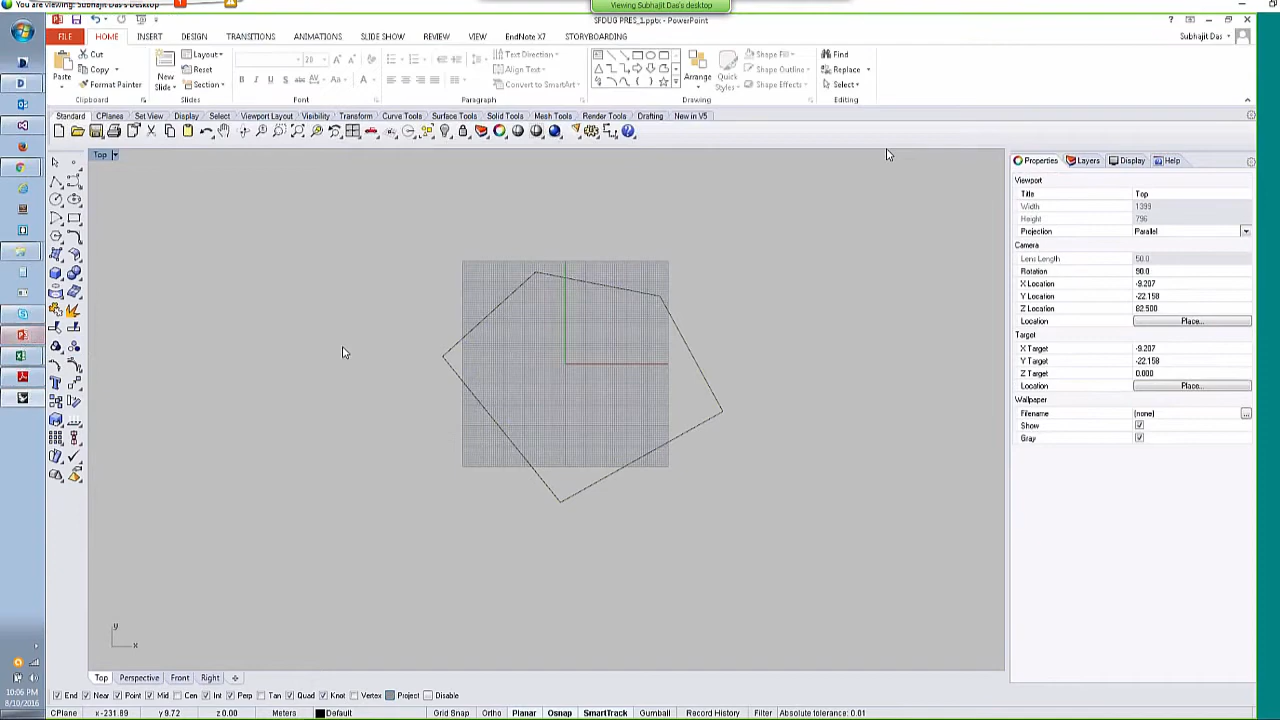 You are viewing: Subhajit Das's Desktop
Viewing Subhajit Das's desktop
SFDUG PRES_1.pptx - PowerPoint
FILE HOME INSERT DESIGN TRANSITIONS ANIMATIONS SLIDE SHOW REVIEW VIEW EndNote X7 STORYBOARDING
Subhajit Das
Paste
Cut
Copy
Format Painter
Clipboard
New Slide
Layout
Reset
Section
Slides
20
Font
Text Direction
Align Text
Convert to SmartArt
Paragraph
Arrange
Quick Styles
Shape Fill
Shape Outline
Shape Effects
Drawing
Find
Replace
Select
Editing
Standard CPlanes Set View Display Select Viewport Layout Visibility Transform Curve Tools Surface Tools Solid Tools Mesh Tools Render Tools Drafting New in V5
Top
Properties Layers Display Help
Viewport
Title Top
Width 1399
Height 796
Projection Parallel
Camera
Lens Length 50.0
Rotation 90.0
X Location -9.207
Y Location -22.158
Z Location 62.500
Location Place...
Target
X Target -9.207
Y Target -22.158
Z Target 0.000
Location Place...
Wallpaper
Filename (none) ...
Show
Gray
y
x
Top Perspective Front Right
End Near Point Mid Cen Int Perp Tan Quad Knot Vertex Project Disable
CPlane x -231.89 y 9.72 z 0.00 Meters Default Grid Snap Ortho Planar Osnap SmartTrack Gumball Record History Filter Absolute tolerance: 0.01
10:06 PM
8/10/2016